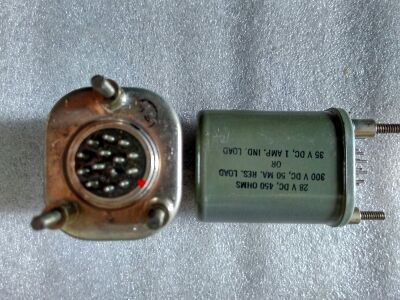 28 V DC, 450 OHMS
300 V DC 50 MA. RES. LOAD
OR
35 V DC, 1 AMP. IND. LOAD